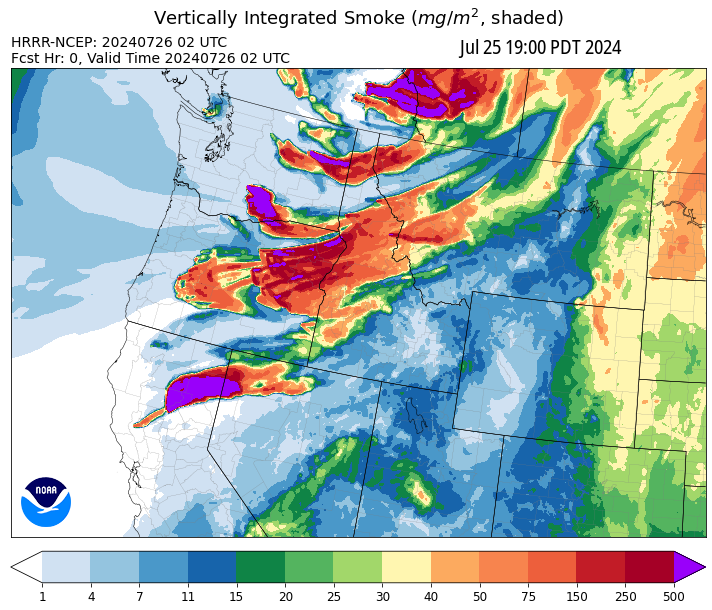 Vertically Integrated Smoke (mg/m², shaded)
HRRR-NCEP: 20240726 02 UTC
Jul 25 19:00 PDT 2024
Fcst Hr: 0, Valid Time 20240726 02 UTC
NOAA
1 4 7 11 15 20 25 30 40 50 75 150 250 500